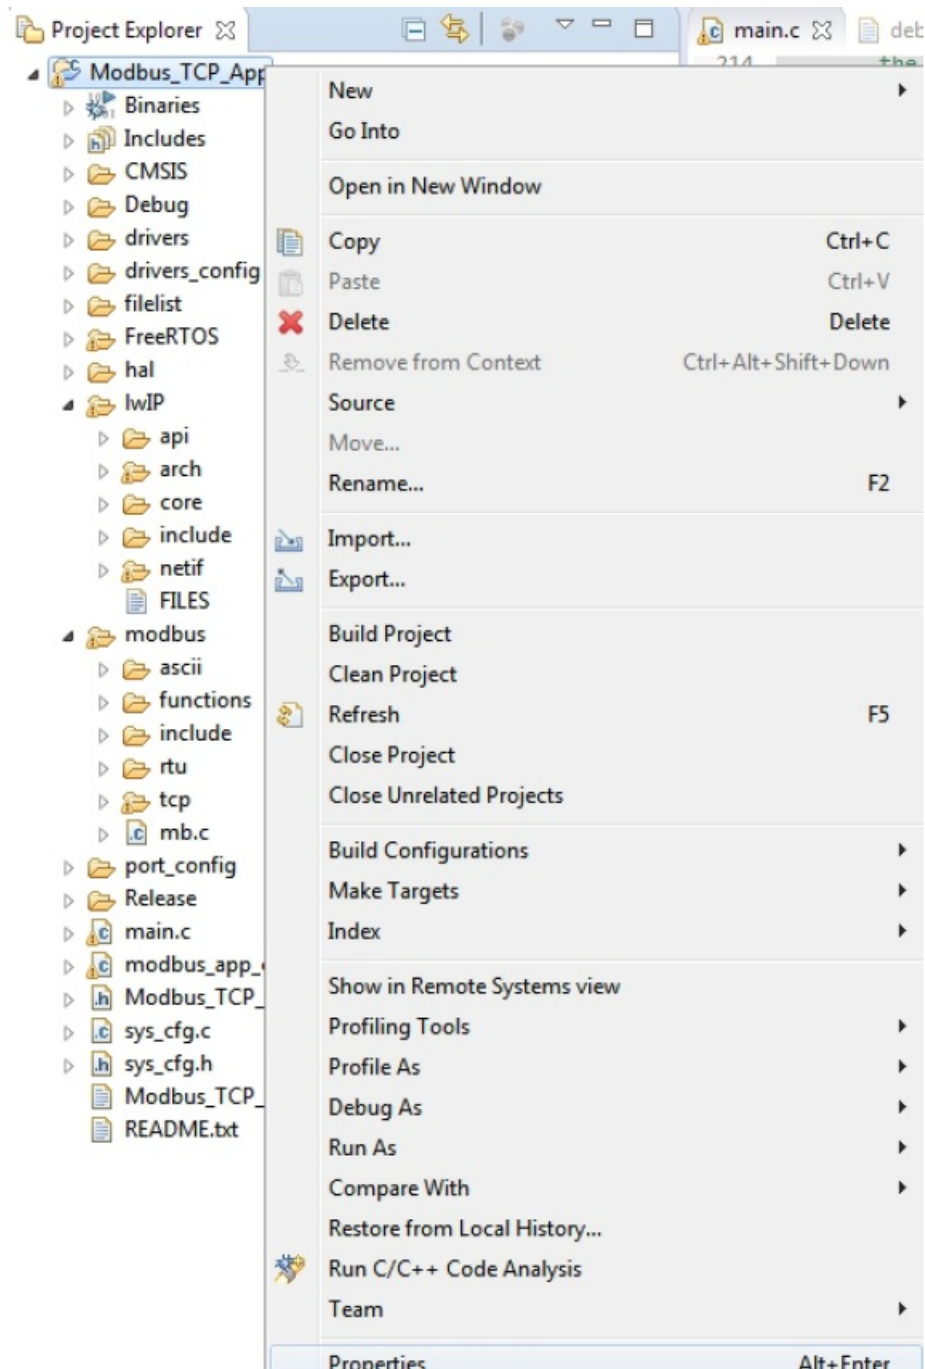 Project Explorer
main.c
deb
214
the
Modbus_TCP_App
Binaries
Includes
CMSIS
Debug
drivers
drivers_config
filelist
FreeRTOS
hal
lwIP
api
arch
core
include
netif
FILES
modbus
ascii
functions
include
rtu
tcp
mb.c
port_config
Release
main.c
modbus_app_
Modbus_TCP_
sys_cfg.c
sys_cfg.h
Modbus_TCP_
README.txt
New
Go Into
Open in New Window
Copy Ctrl+C
Paste Ctrl+V
Delete Delete
Remove from Context Ctrl+Alt+Shift+Down
Source
Move...
Rename... F2
Import...
Export...
Build Project
Clean Project
Refresh F5
Close Project
Close Unrelated Projects
Build Configurations
Make Targets
Index
Show in Remote Systems view
Profiling Tools
Profile As
Debug As
Run As
Compare With
Restore from Local History...
Run C/C++ Code Analysis
Team
Properties Alt+Enter